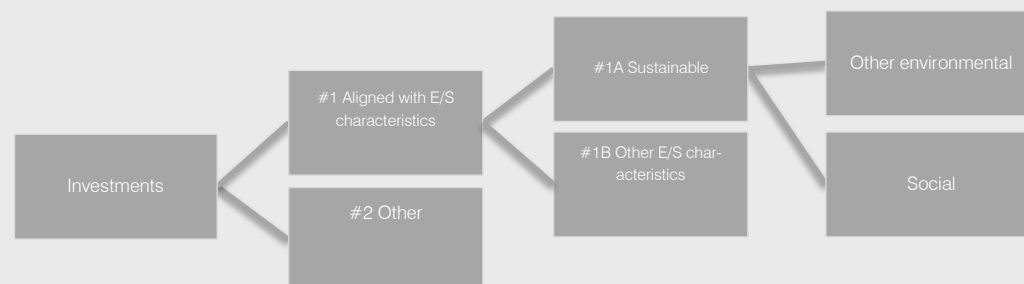 Investments
#1 Aligned with E/S
characteristics
#2 Other
#1A Sustainable
#1B Other E/S char-
acteristics
Other environmental
Social